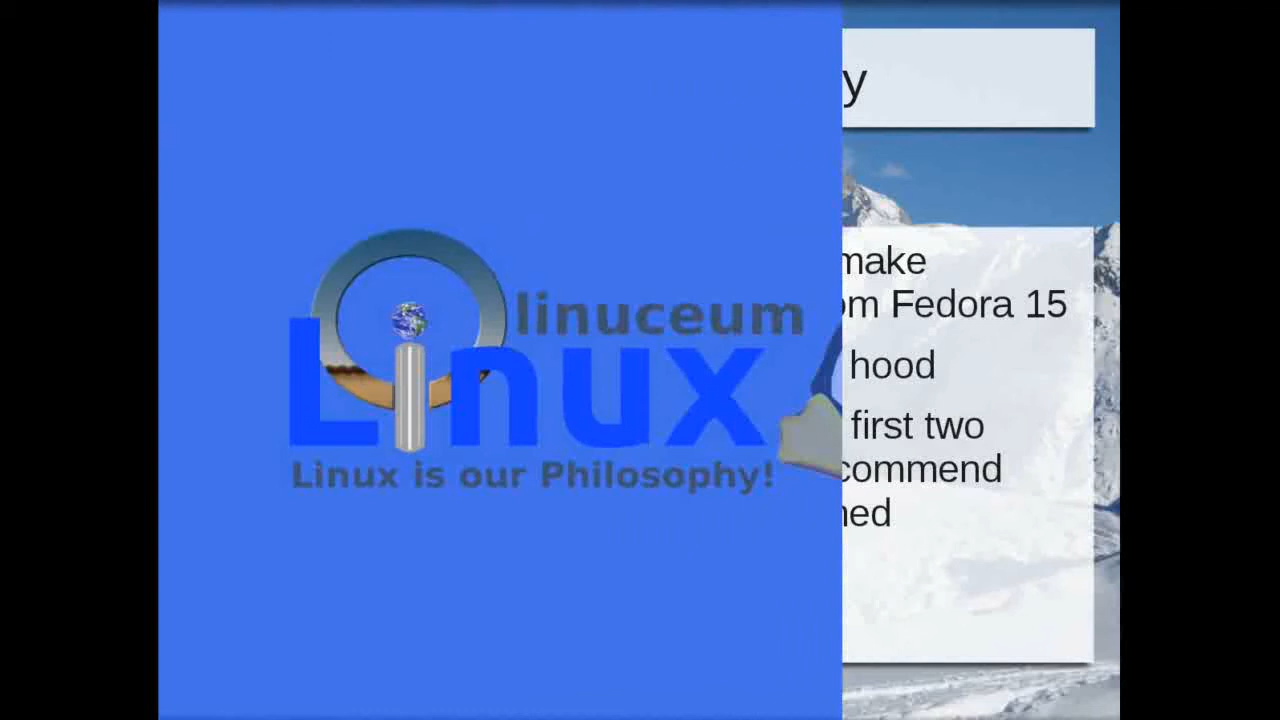 linuceum
Linux
Linux is our Philosophy!
y
make
om Fedora 15
hood
first two
commend
ned